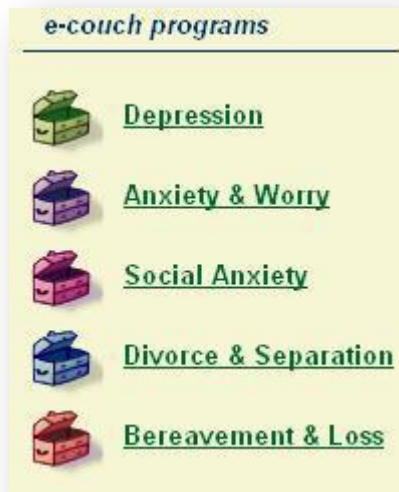 e-couch programs
Depression
Anxiety & Worry
Social Anxiety
Divorce & Separation
Bereavement & Loss